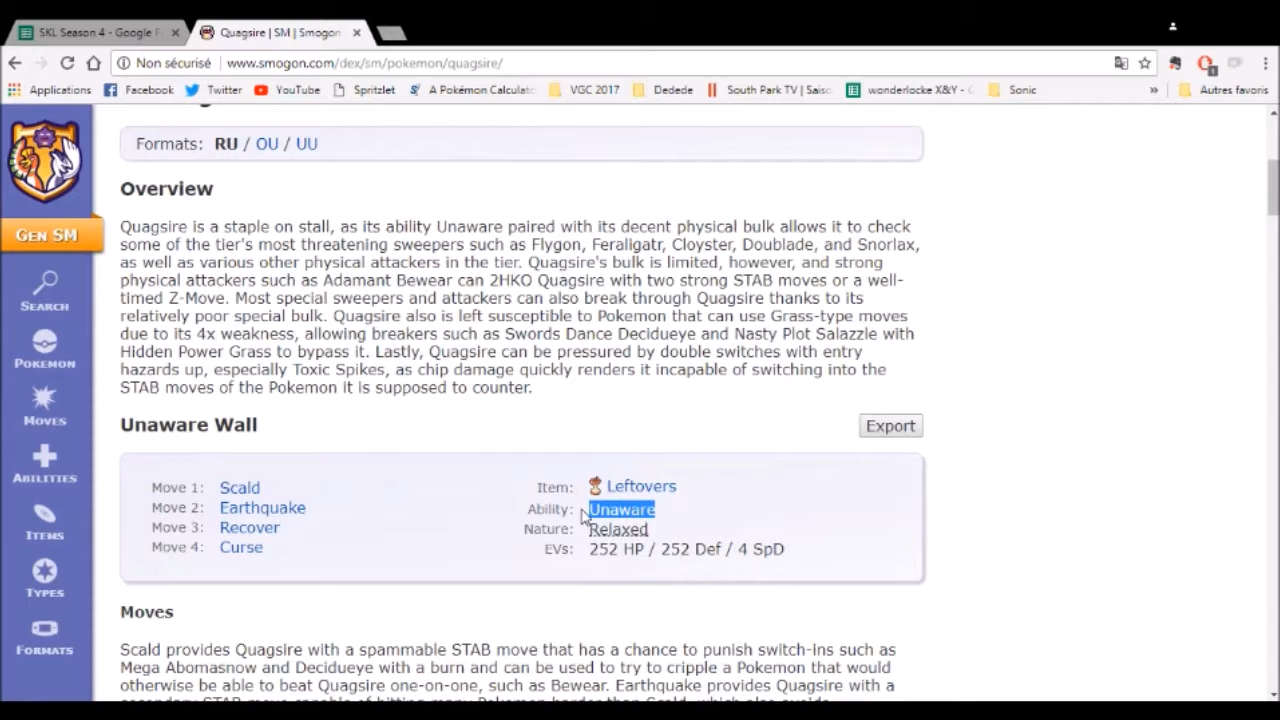 SKL Season 4 - Google F
Quagsire | SM | Smogon
Non sécurisé
www.smogon.com/dex/sm/pokemon/quagsire/
Applications
Facebook
Twitter
YouTube
Spritzlet
A Pokémon Calculat
VGC 2017
Dedede
South Park TV | Sais
wonderlocke X&Y -
Sonic
»
Autres favoris
Formats: RU / OU / UU
GEN SM
SEARCH
POKEMON
MOVES
ABILITIES
ITEMS
TYPES
FORMATS
Overview
Quagsire is a staple on stall, as its ability Unaware paired with its decent physical bulk allows it to check
some of the tier's most threatening sweepers such as Flygon, Feraligatr, Cloyster, Doublade, and Snorlax,
as well as various other physical attackers in the tier. Quagsire's bulk is limited, however, and strong
physical attackers such as Adamant Bewear can 2HKO Quagsire with two strong STAB moves or a well-
timed Z-Move. Most special sweepers and attackers can also break through Quagsire thanks to its
relatively poor special bulk. Quagsire also is left susceptible to Pokemon that can use Grass-type moves
due to its 4x weakness, allowing breakers such as Swords Dance Decidueye and Nasty Plot Salazzle with
Hidden Power Grass to bypass it. Lastly, Quagsire can be pressured by double switches with entry
hazards up, especially Toxic Spikes, as chip damage quickly renders it incapable of switching into the
STAB moves of the Pokemon it is supposed to counter.
Unaware Wall
Export
Move 1: Scald
Move 2: Earthquake
Move 3: Recover
Move 4: Curse
Item: Leftovers
Ability: Unaware
Nature: Relaxed
EVs: 252 HP / 252 Def / 4 SpD
Moves
Scald provides Quagsire with a spammable STAB move that has a chance to punish switch-ins such as
Mega Abomasnow and Decidueye with a burn and can be used to try to cripple a Pokemon that would
otherwise be able to beat Quagsire one-on-one, such as Bewear. Earthquake provides Quagsire with a